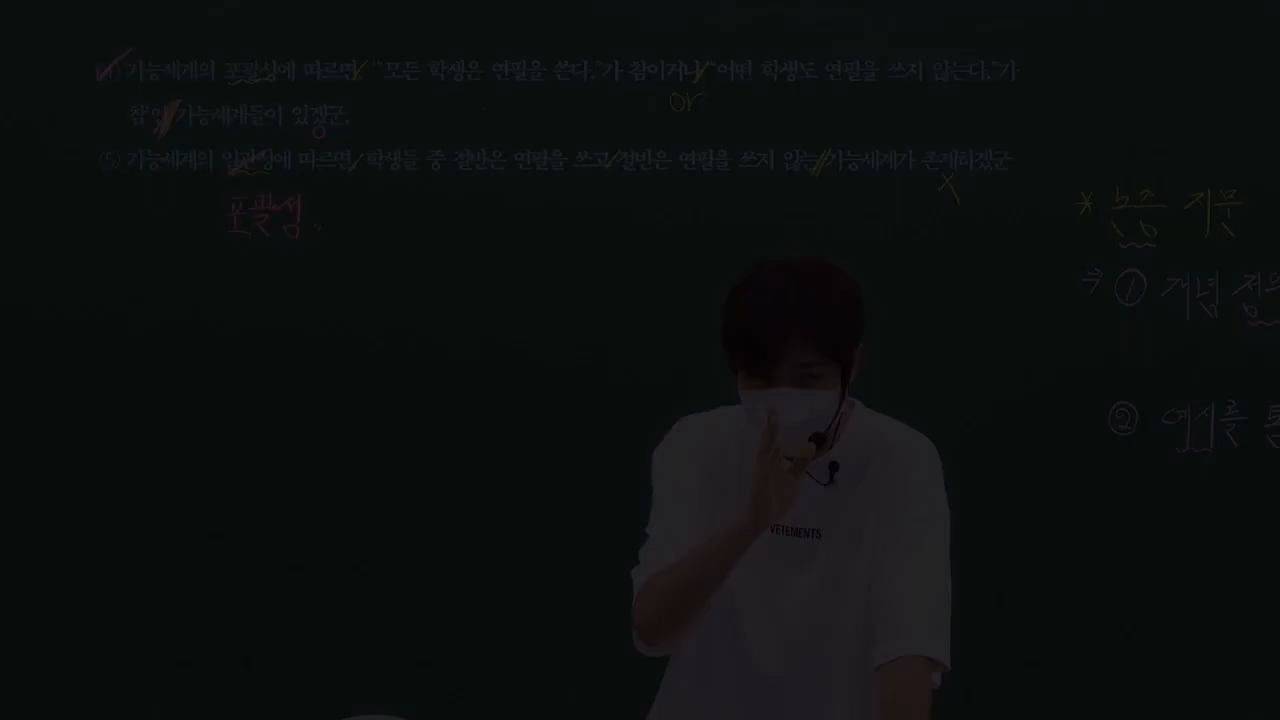 ④ 가능세계의 포괄성에 따르면, "모든 학생은 연필을 쓴다."가 참이거나 "어떤 학생도 연필을 쓰지 않는다."가
참인 가능세계들이 있겠군.
or
⑤ 가능세계의 일관성에 따르면, 학생들 중 절반은 연필을 쓰고 절반은 연필을 쓰지 않는 가능세계가 존재하겠군
포괄성.
* 논증 지문
→ ① 개념 정의
② 예시를
VETEMENTS